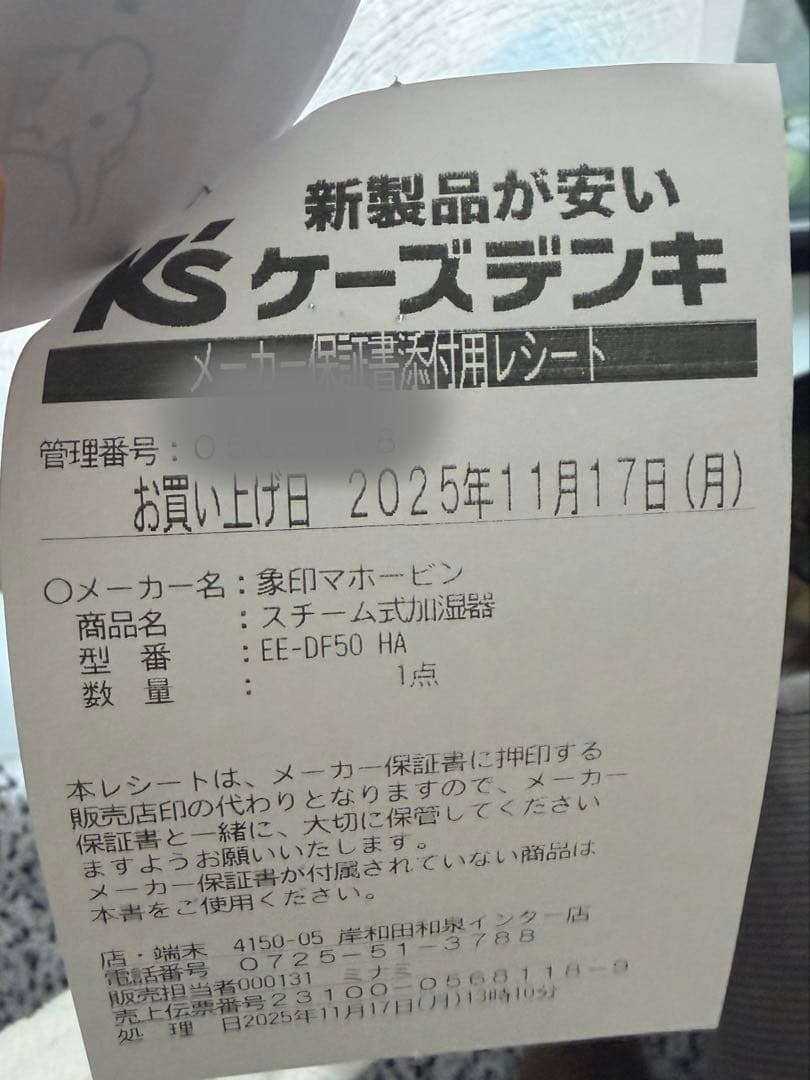 新製品が安い
K'S ケーズデンキ
メーカー保証書添付用レシート
管理番号:
お買い上げ日 2025年11月17日(月)
○メーカー名:象印マホービン
商品名 :スチーム式加湿器
型 番 :EE-DF50 HA
数 量 : 1点
本レシートは、メーカー保証書に押印する
販売店印の代わりとなりますので、メーカー
保証書と一緒に、大切に保管してください
ますようお願いいたします。
メーカー保証書が付属されていない商品は
本書をご使用ください。
店・端末 4150-05 岸和田和泉インター店
電話番号 0725-51-3788
販売担当者000131 ミナミ
売上伝票番号23100-0568118-9
処 理 日2025年11月17日(月)13時10分